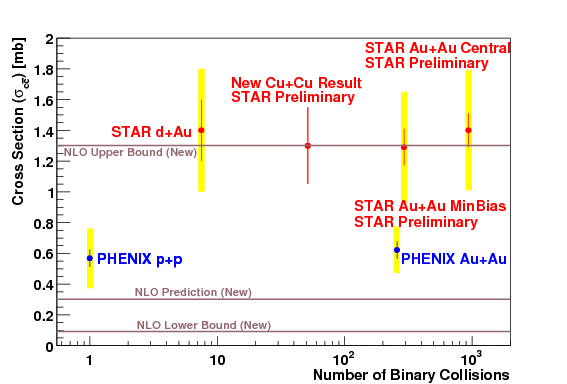 Cross Section (σcc̅) [mb]
2
1.8
1.6
1.4
1.2
1
0.8
0.6
0.4
0.2
0
STAR Au+Au Central
STAR Preliminary
New Cu+Cu Result
STAR Preliminary
STAR d+Au
NLO Upper Bound (New)
STAR Au+Au MinBias
STAR Preliminary
PHENIX p+p
PHENIX Au+Au
NLO Prediction (New)
NLO Lower Bound (New)
1
10
10²
10³
Number of Binary Collisions